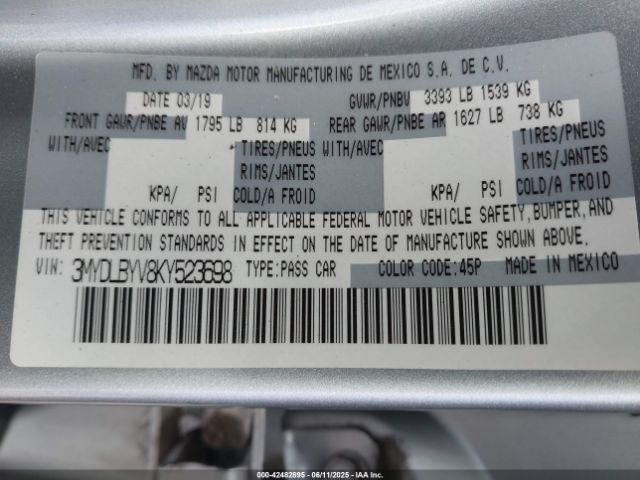 MFD. BY MAZDA MOTOR MANUFACTURING DE MEXICO S.A. DE C.V.
DATE 03/19 GVWR/PNBV 3393 LB 1539 KG
FRONT GAWR/PNBE AV 1795 LB 814 KG REAR GAWR/PNBE AR 1627 LB 738 KG
WITH/AVEC TIRES/PNEUS WITH/AVEC TIRES/PNEUS
RIMS/JANTES RIMS/JANTES
KPA/ PSI COLD/A FROID KPA/ PSI COLD/A FROID
THIS VEHICLE CONFORMS TO ALL APPLICABLE FEDERAL MOTOR VEHICLE SAFETY, BUMPER, AND
THEFT PREVENTION STANDARDS IN EFFECT ON THE DATE OF MANUFACTURE SHOWN ABOVE.
VIN: 3MYDLBYV8KY523698 TYPE:PASS CAR COLOR CODE:45P MADE IN MEXICO
000-42482895 - 06/11/2025 - IAA Inc.